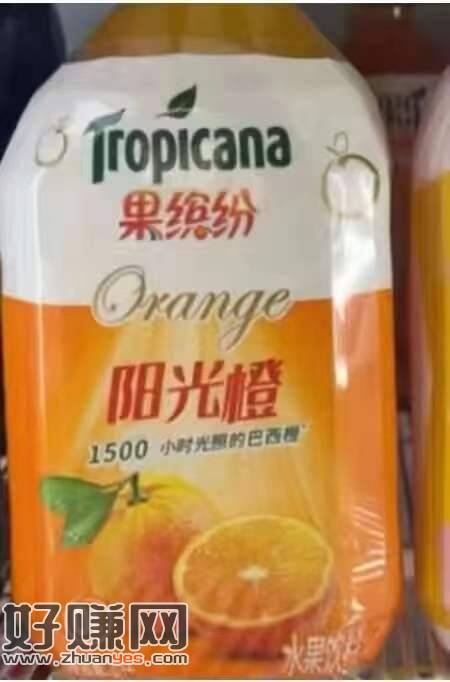 Tropicana
果缤纷
Orange
阳光橙
1500 小时光照的巴西橙*
水果饮料
好赚网
www.zhuanyes.com